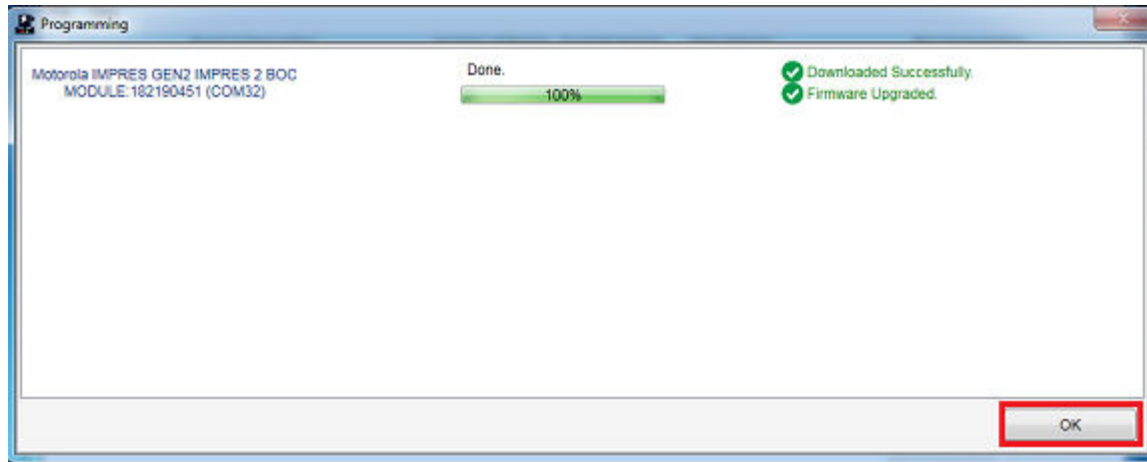 Programming
Motorola IMPRES GEN2 IMPRES 2 BOC
MODULE:182190451 (COM32)
Done.
100%
Downloaded Successfully.
Firmware Upgraded.
OK